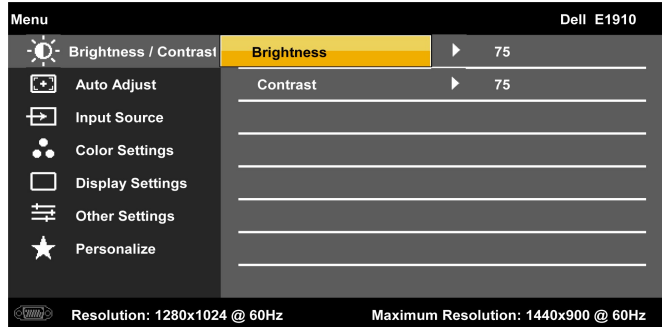 Menu Dell E1910
Brightness / Contrast Brightness 75
Auto Adjust Contrast 75
Input Source
Color Settings
Display Settings
Other Settings
Personalize
Resolution: 1280x1024 @ 60Hz Maximum Resolution: 1440x900 @ 60Hz